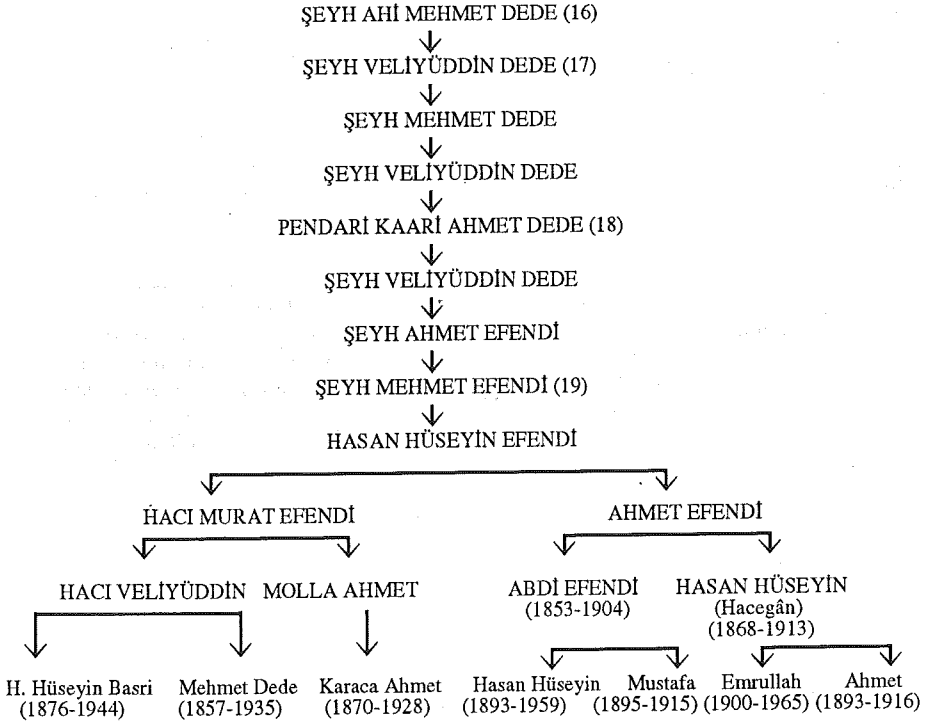 ŞEYH AHİ MEHMET DEDE (16)
ŞEYH VELİYÜDDİN DEDE (17)
ŞEYH MEHMET DEDE
ŞEYH VELİYÜDDİN DEDE
PENDARİ KAARİ AHMET DEDE (18)
ŞEYH VELİYÜDDİN DEDE
ŞEYH AHMET EFENDİ
ŞEYH MEHMET EFENDİ (19)
HASAN HÜSEYİN EFENDİ
HACI MURAT EFENDİ
AHMET EFENDİ
HACI VELİYÜDDİN
MOLLA AHMET
ABDİ EFENDİ
(1853-1904)
HASAN HÜSEYİN
(Hacegân)
(1868-1913)
H. Hüseyin Basri
(1876-1944)
Mehmet Dede
(1857-1935)
Karaca Ahmet
(1870-1928)
Hasan Hüseyin
(1893-1959)
Mustafa
(1895-1915)
Emrullah
(1900-1965)
Ahmet
(1893-1916)